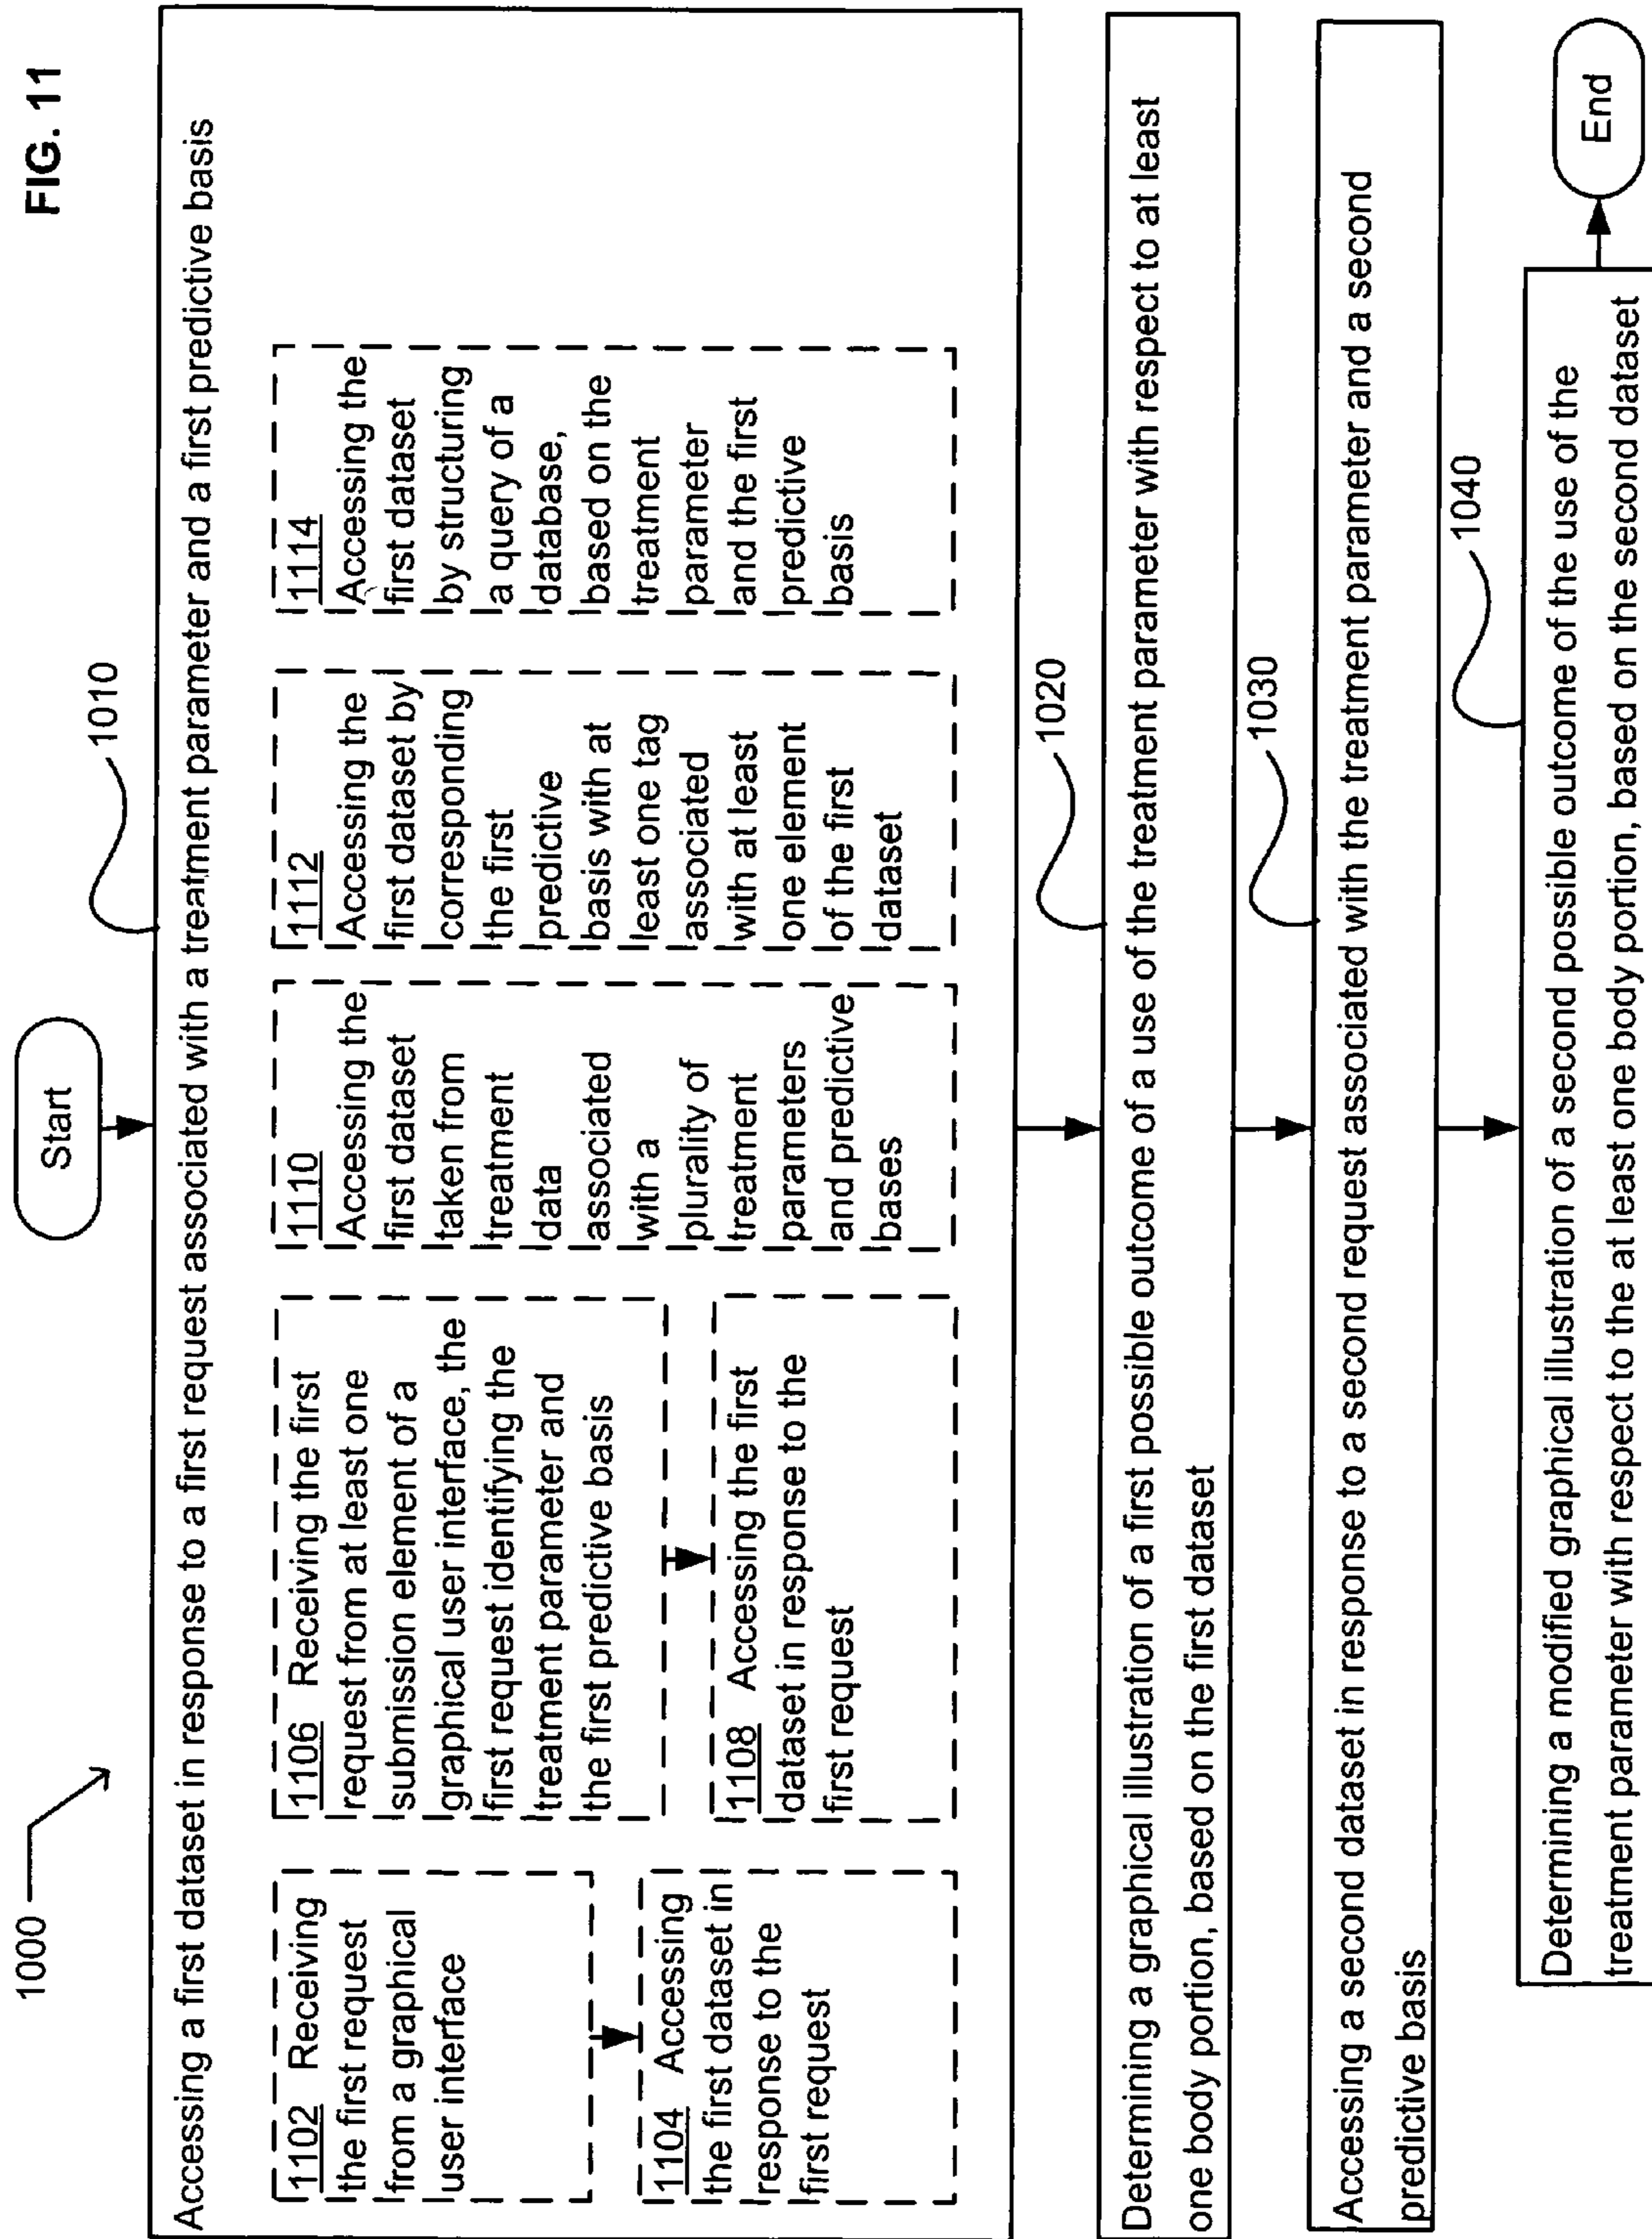 FIG. 11
1000
Start
1010
Accessing a first dataset in response to a first request associated with a treatment parameter and a first predictive basis
1102 Receiving
the first request
from a graphical
user interface
1104 Accessing
the first dataset in
response to the
first request
1106 Receiving the first
request from at least one
submission element of a
graphical user interface, the
first request identifying the
treatment parameter and
the first predictive basis
1108 Accessing the first
dataset in response to the
first request
1110
Accessing the
first dataset
taken from
treatment
data
associated
with a
plurality of
treatment
parameters
and predictive
bases
1112
Accessing the
first dataset by
corresponding
the first
predictive
basis with at
least one tag
associated
with at least
one element
of the first
dataset
1114
Accessing the
first dataset
by structuring
a query of a
database,
based on the
treatment
parameter
and the first
predictive
basis
1020
Determining a graphical illustration of a first possible outcome of a use of the treatment parameter with respect to at least
one body portion, based on the first dataset
1030
Accessing a second dataset in response to a second request associated with the treatment parameter and a second
predictive basis
1040
Determining a modified graphical illustration of a second possible outcome of the use of the
treatment parameter with respect to the at least one body portion, based on the second dataset
End